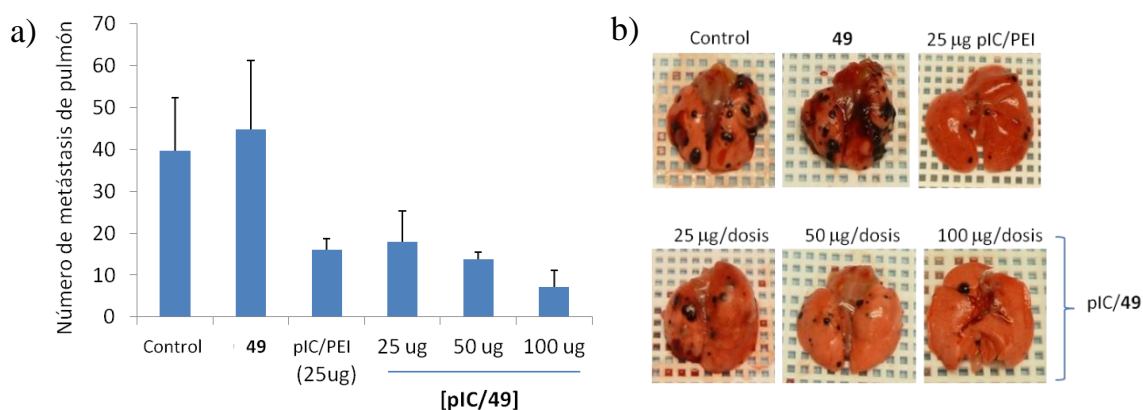 a)
Número de metástasis de pulmón
70
60
50
40
30
20
10
0
Control
49
pIC/PEI
(25ug)
25 ug
50 ug
100 ug
[pIC/49]
b)
Control
49
25 µg pIC/PEI
25 µg/dosis
50 µg/dosis
100 µg/dosis
pIC/49